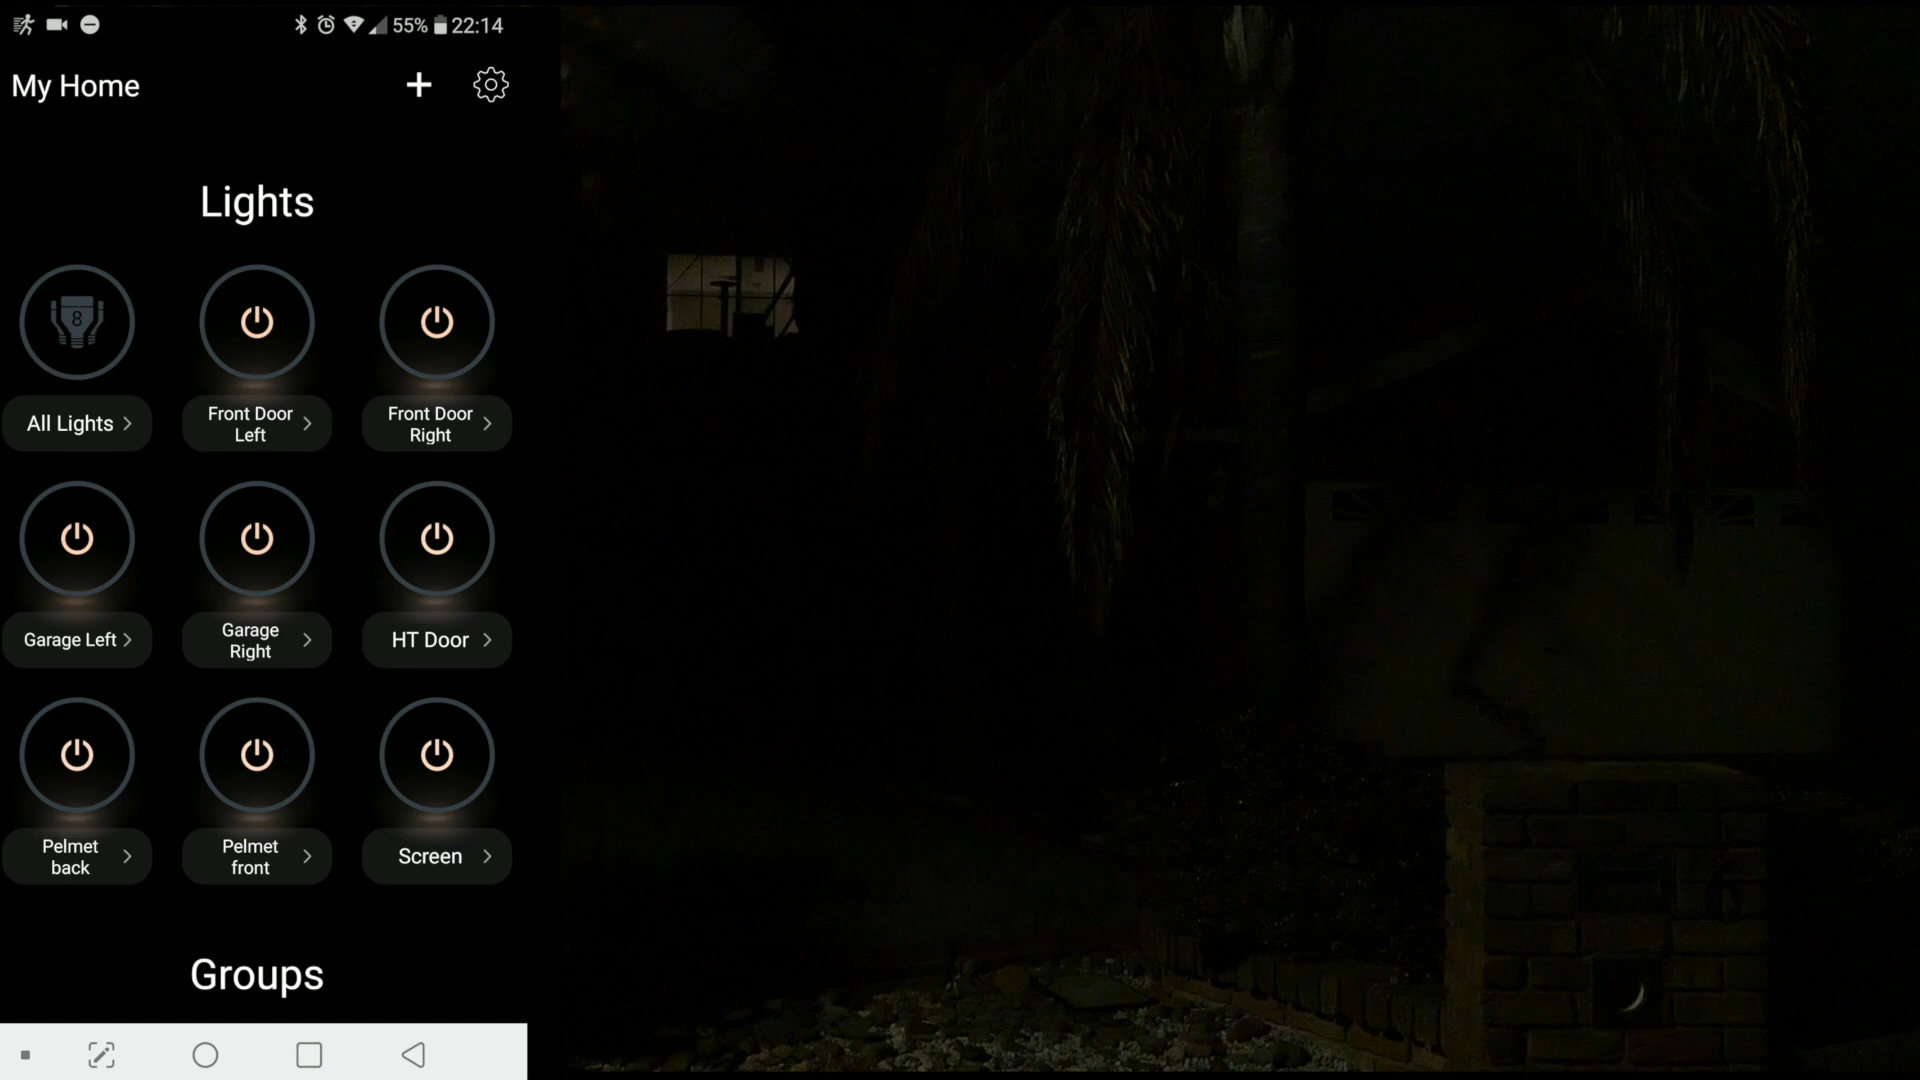 55% 22:14
My Home
Lights
8
All Lights
Front Door
Left
Front Door
Right
Garage Left
Garage
Right
HT Door
Pelmet
back
Pelmet
front
Screen
Groups